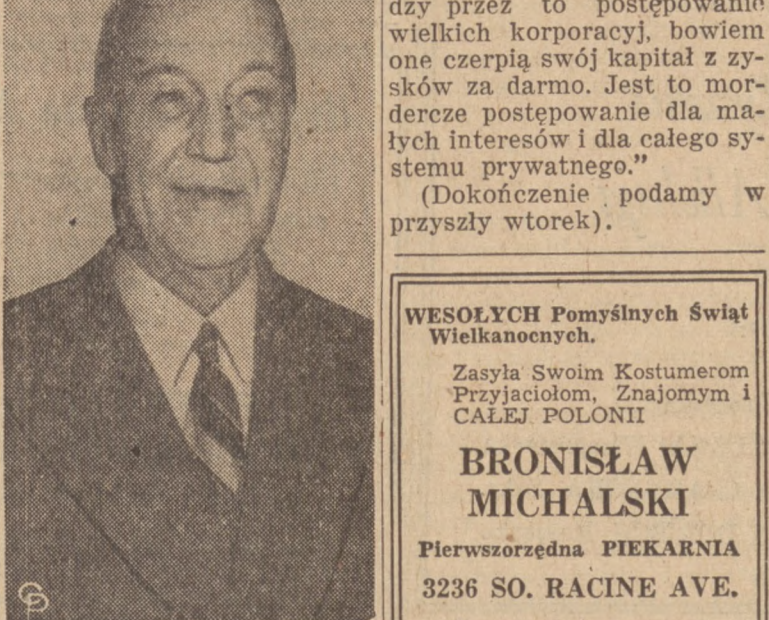 dzy przez to postępowanie
wielkich korporacyj, bowiem
one czerpią swój kapitał z zy-
sków za darmo. Jest to mor-
dercze postępowanie dla ma-
łych interesów i dla całego sy-
stemu prywatnego.”
(Dokończenie podamy w
przyszły wtorek).
WESOŁYCH Pomyślnych Świąt
Wielkanocnych.
Zasyła Swoim Kostumerom
Przyjaciołom, Znajomym i
CAŁEJ POLONII
BRONISŁAW
MICHALSKI
Pierwszorzędna PIEKARNIA
3236 SO. RACINE AVE.